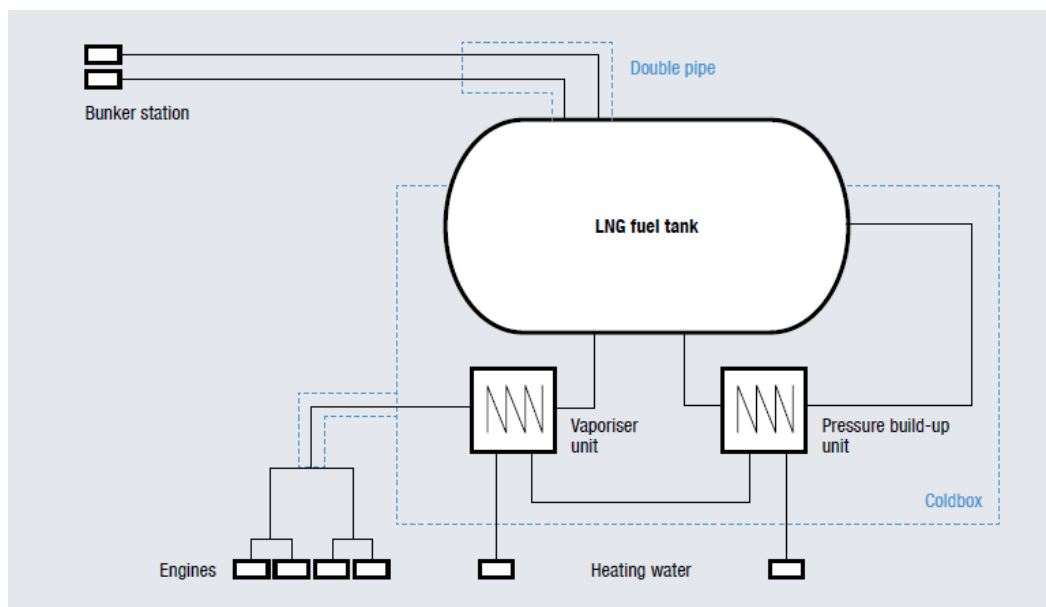 Double pipe
Bunker station
LNG fuel tank
Vaporiser
unit
Pressure build-up
unit
Coldbox
Engines
Heating water